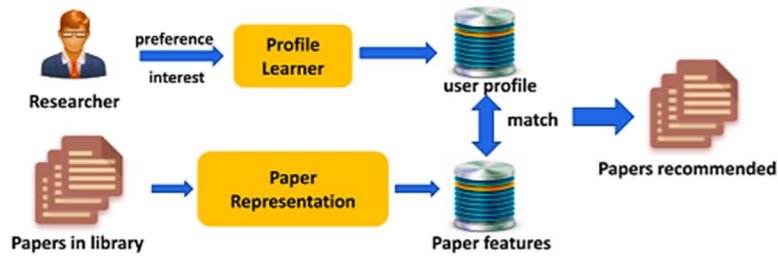 preference
interest
Researcher
Profile
Learner
user profile
match
Papers recommended
Papers in library
Paper
Representation
Paper features